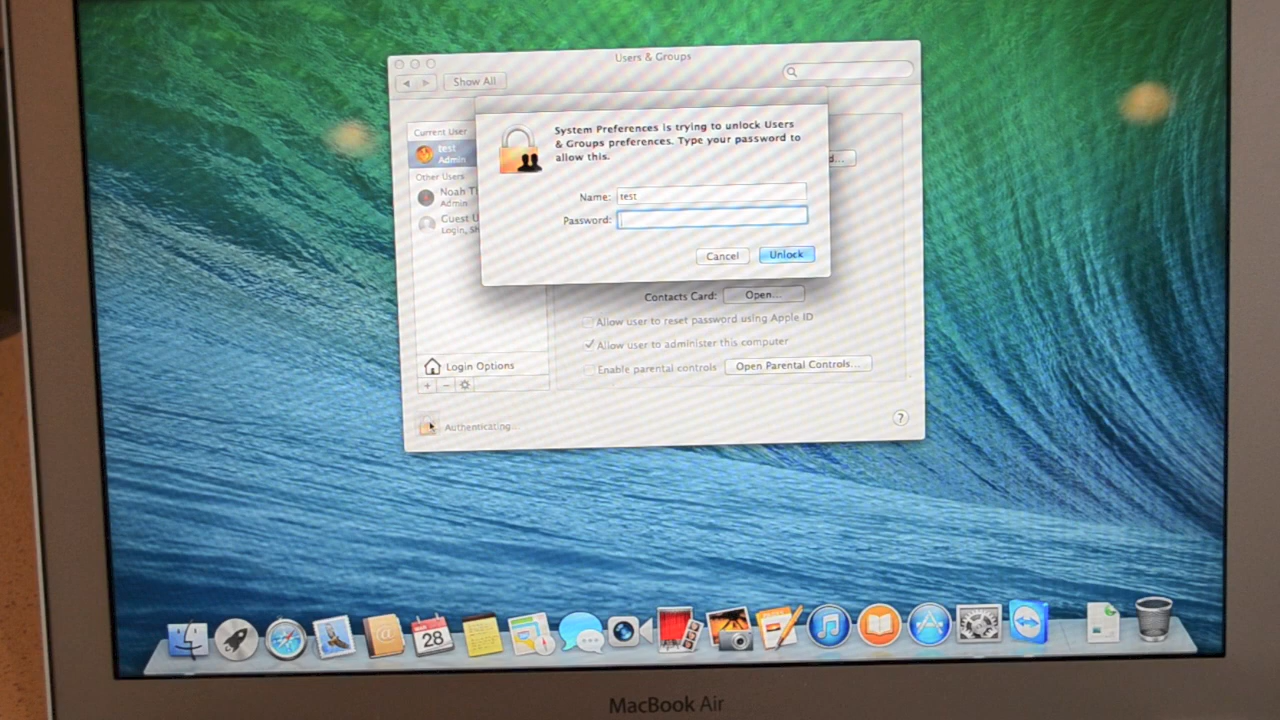 Users & Groups
Show All
System Preferences is trying to unlock Users
& Groups preferences. Type your password to
allow this.
Current User
test
Admin
Other Users
Noah
Admin
Guest
Login,
Name: test
Password:
Cancel
Unlock
Contacts Card: Open...
Allow user to reset password using Apple ID
Allow user to administer this computer
Enable parental controls
Open Parental Controls...
Login Options
Authenticating...
?
28
MacBook Air